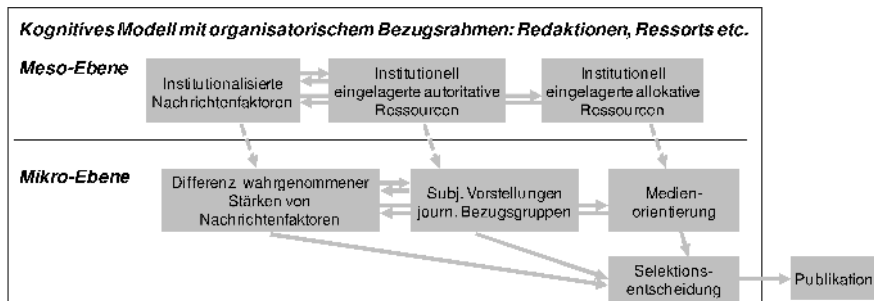 Kognitives Modell mit organisatorischem Bezugsrahmen: Redaktionen, Ressorts etc.
Meso-Ebene
Institutionalisierte
Nachrichtenfaktoren
Institutionell
eingelagerte autoritative
Ressourcen
Institutionell
eingelagerte allokative
Ressourcen
Mikro-Ebene
Differenz wahrgenommener
Stärken von
Nachrichtenfaktoren
Subj. Vorstellungen
journ. Bezugsgruppen
Medien-
orientierung
Selektions-
entscheidung
Publikation